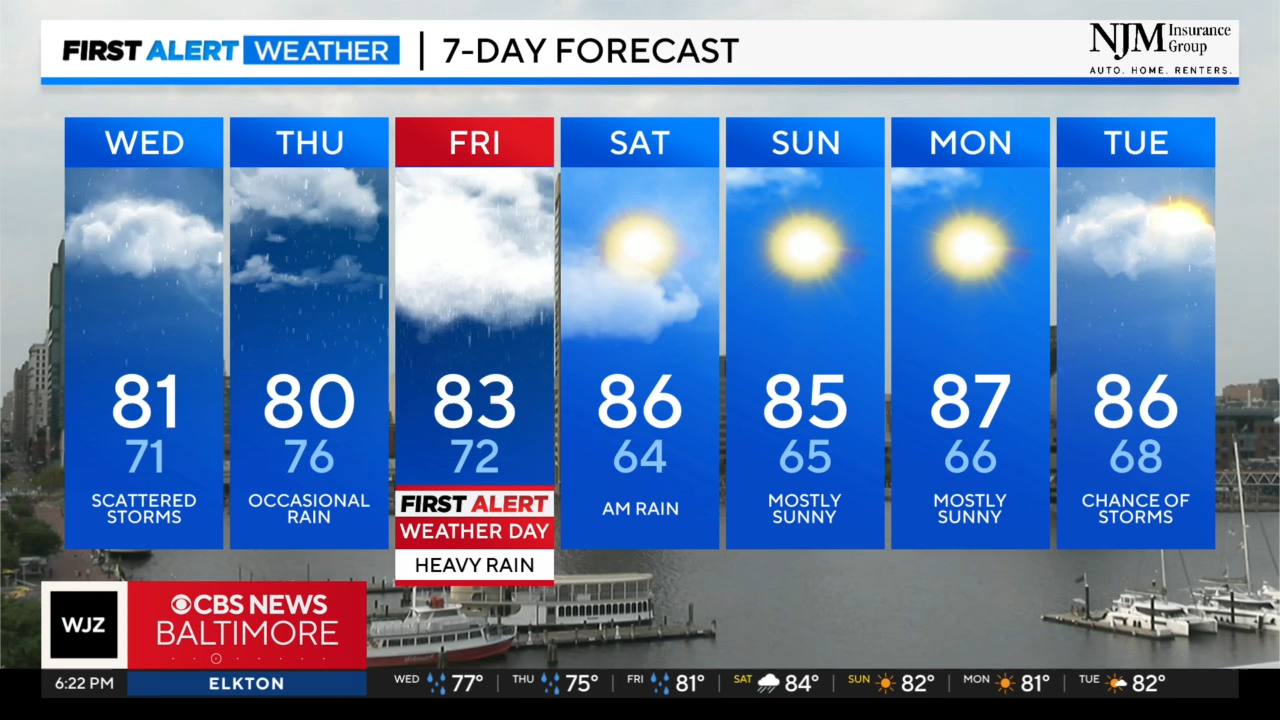 FIRST ALERT WEATHER | 7-DAY FORECAST
NJM Insurance Group
AUTO. HOME. RENTERS.
WED
81
71
SCATTERED
STORMS
THU
80
76
OCCASIONAL
RAIN
FRI
83
72
FIRST ALERT
WEATHER DAY
HEAVY RAIN
SAT
86
64
AM RAIN
SUN
85
65
MOSTLY
SUNNY
MON
87
66
MOSTLY
SUNNY
TUE
86
68
CHANCE OF
STORMS
WJZ
CBS NEWS
BALTIMORE
6:22 PM ELKTON WED 77° | THU 75° | FRI 81° | SAT 84° | SUN 82° | MON 81° | TUE 82°